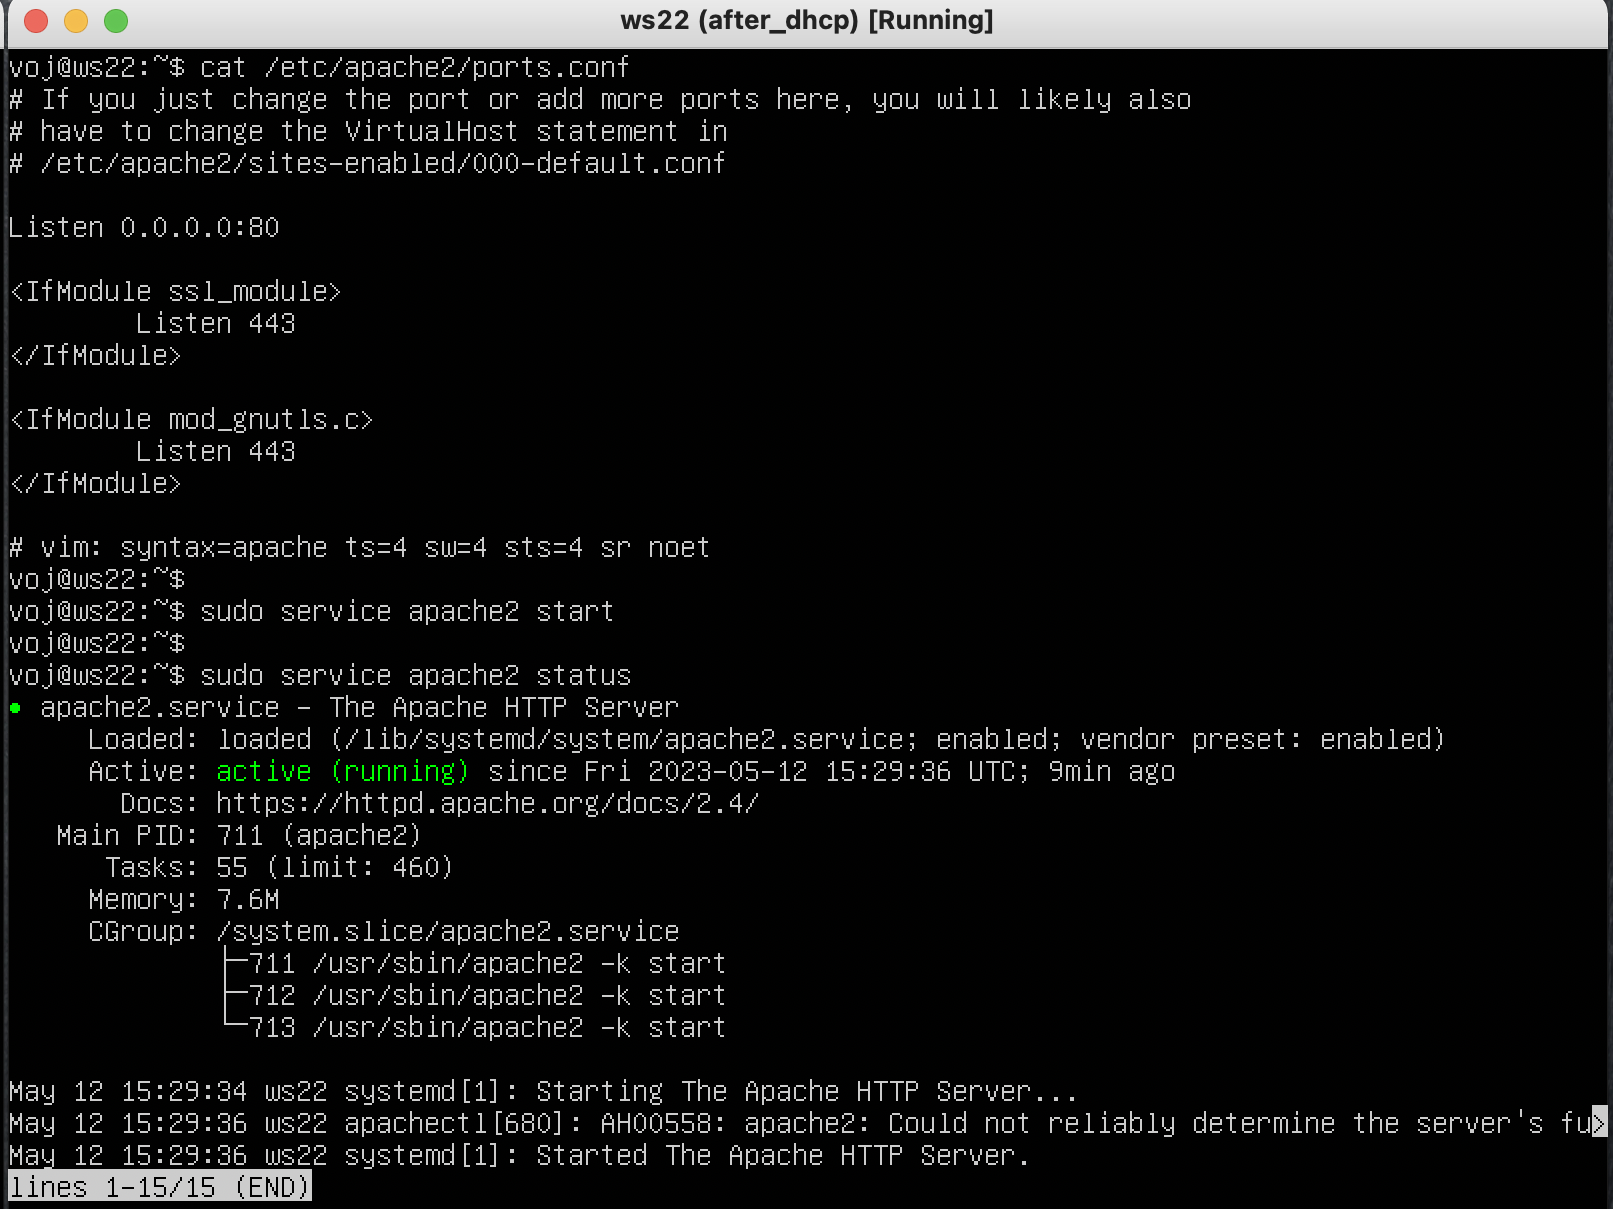 ws22 (after_dhcp) [Running]
voj@ws22:~$ cat /etc/apache2/ports.conf
# If you just change the port or add more ports here, you will likely also
# have to change the VirtualHost statement in
# /etc/apache2/sites-enabled/000-default.conf
Listen 0.0.0.0:80
<IfModule ssl_module>
        Listen 443
</IfModule>
<IfModule mod_gnutls.c>
        Listen 443
</IfModule>
# vim: syntax=apache ts=4 sw=4 sts=4 sr noet
voj@ws22:~$
voj@ws22:~$ sudo service apache2 start
voj@ws22:~$
voj@ws22:~$ sudo service apache2 status
● apache2.service - The Apache HTTP Server
     Loaded: loaded (/lib/systemd/system/apache2.service; enabled; vendor preset: enabled)
     Active: active (running) since Fri 2023-05-12 15:29:36 UTC; 9min ago
       Docs: https://httpd.apache.org/docs/2.4/
   Main PID: 711 (apache2)
      Tasks: 55 (limit: 460)
     Memory: 7.6M
     CGroup: /system.slice/apache2.service
             ├─711 /usr/sbin/apache2 -k start
             ├─712 /usr/sbin/apache2 -k start
             └─713 /usr/sbin/apache2 -k start
May 12 15:29:34 ws22 systemd[1]: Starting The Apache HTTP Server...
May 12 15:29:36 ws22 apachectl[680]: AH00558: apache2: Could not reliably determine the server's fu>
May 12 15:29:36 ws22 systemd[1]: Started The Apache HTTP Server.
lines 1-15/15 (END)